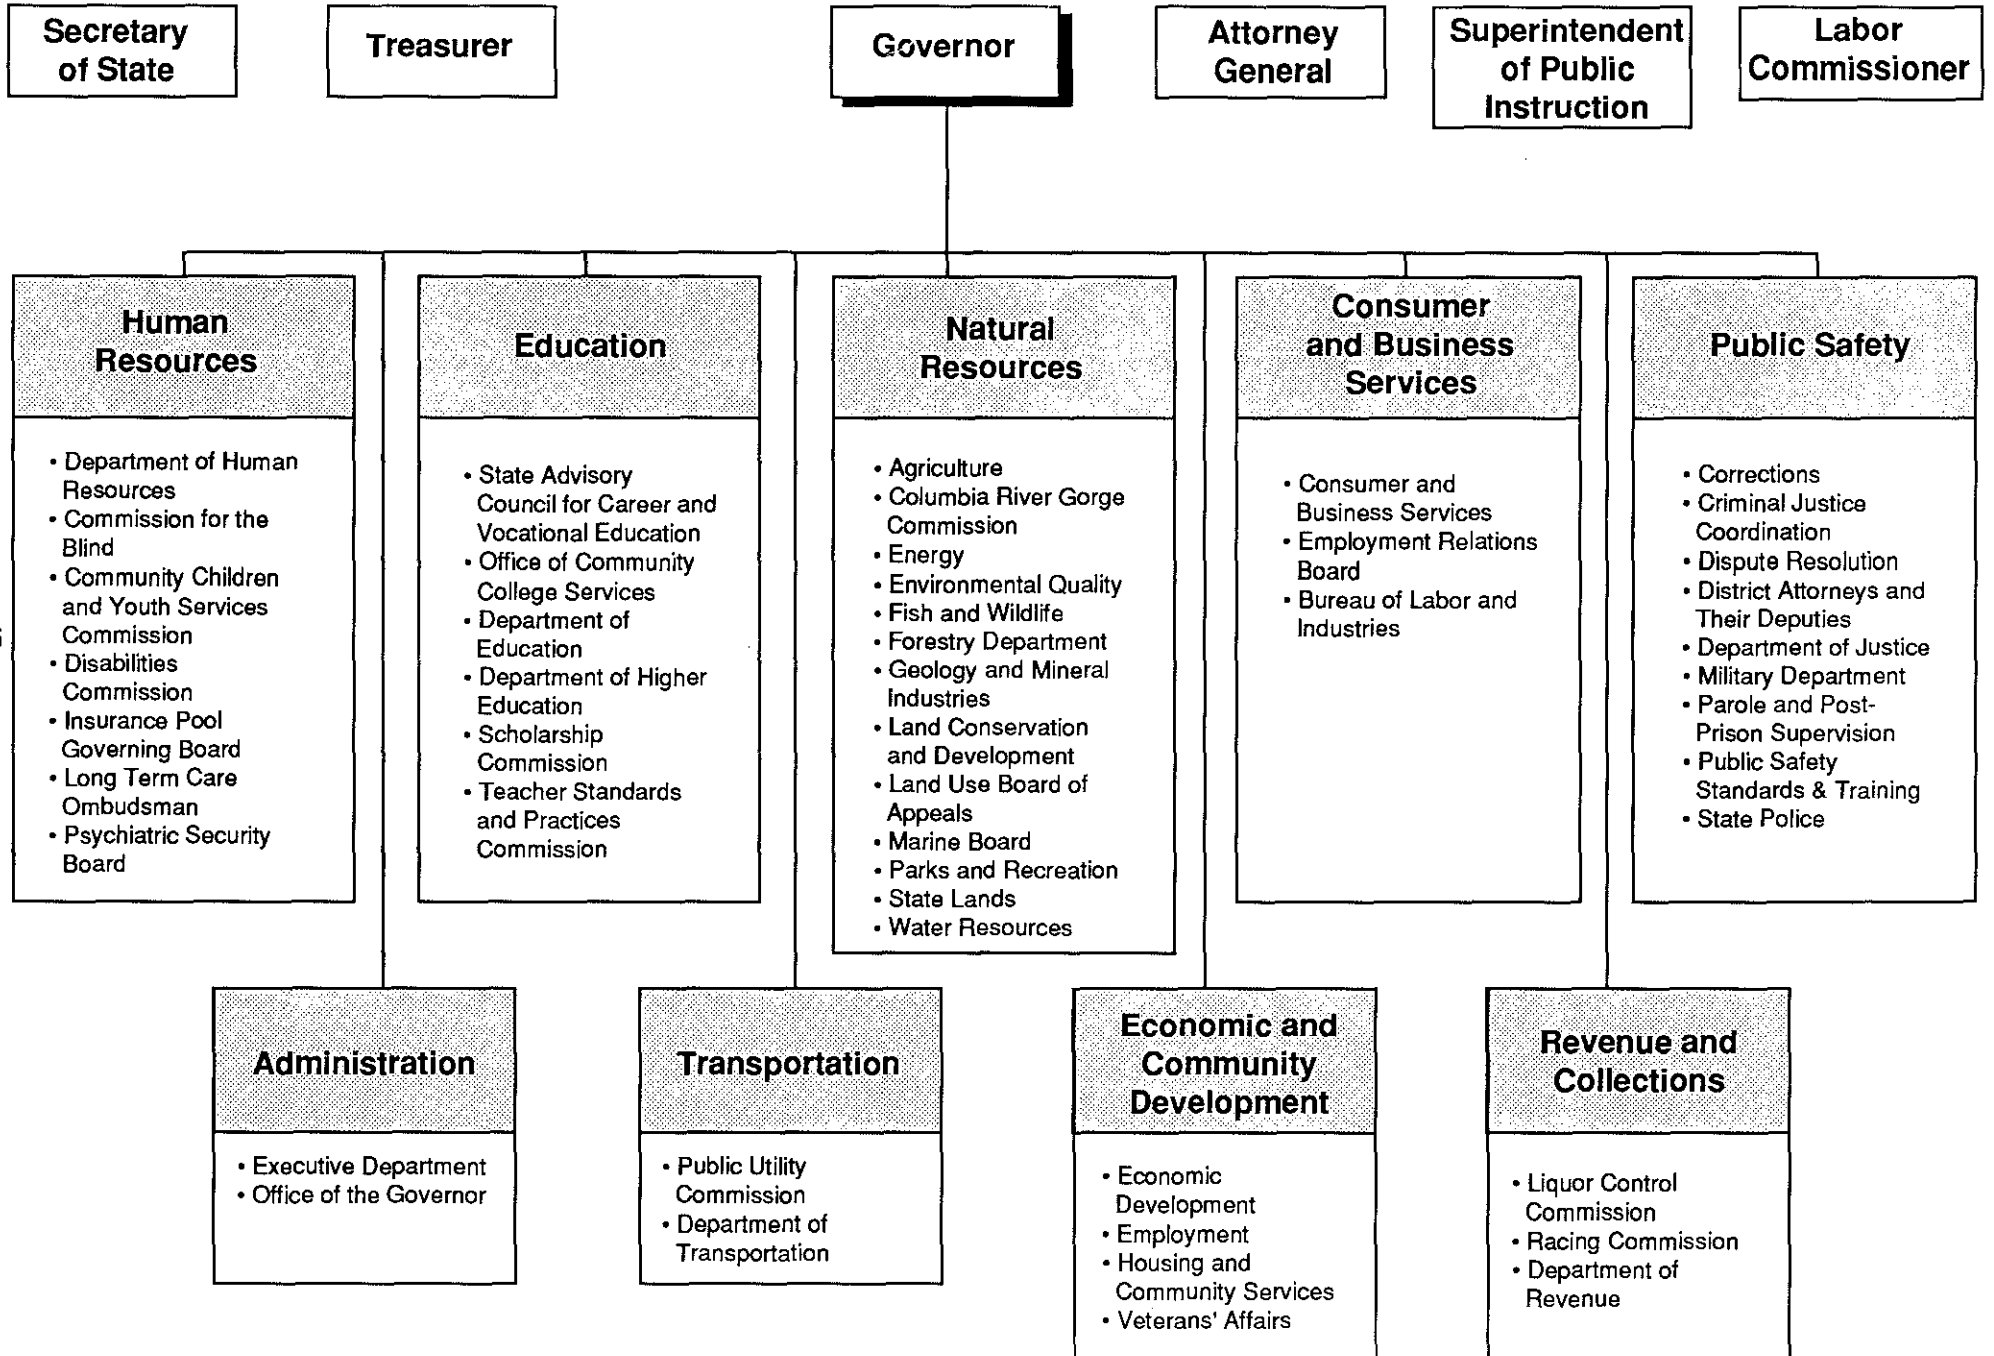 Secretary
of State
Treasurer
Governor
Attorney
General
Superintendent
of Public
Instruction
Labor
Commissioner
Human
Resources
• Department of Human
Resources
• Commission for the
Blind
• Community Children
and Youth Services
Commission
• Disabilities
Commission
• Insurance Pool
Governing Board
• Long Term Care
Ombudsman
• Psychiatric Security
Board
Education
• State Advisory
Council for Career and
Vocational Education
• Office of Community
College Services
• Department of
Education
• Department of Higher
Education
• Scholarship
Commission
• Teacher Standards
and Practices
Commission
Natural
Resources
• Agriculture
• Columbia River Gorge
Commission
• Energy
• Environmental Quality
• Fish and Wildlife
• Forestry Department
• Geology and Mineral
Industries
• Land Conservation
and Development
• Land Use Board of
Appeals
• Marine Board
• Parks and Recreation
• State Lands
• Water Resources
Consumer
and Business
Services
• Consumer and
Business Services
• Employment Relations
Board
• Bureau of Labor and
Industries
Public Safety
• Corrections
• Criminal Justice
Coordination
• Dispute Resolution
• District Attorneys and
Their Deputies
• Department of Justice
• Military Department
• Parole and Post-
Prison Supervision
• Public Safety
Standards & Training
• State Police
Administration
• Executive Department
• Office of the Governor
Transportation
• Public Utility
Commission
• Department of
Transportation
Economic and
Community
Development
• Economic
Development
• Employment
• Housing and
Community Services
• Veterans' Affairs
Revenue and
Collections
• Liquor Control
Commission
• Racing Commission
• Department of
Revenue